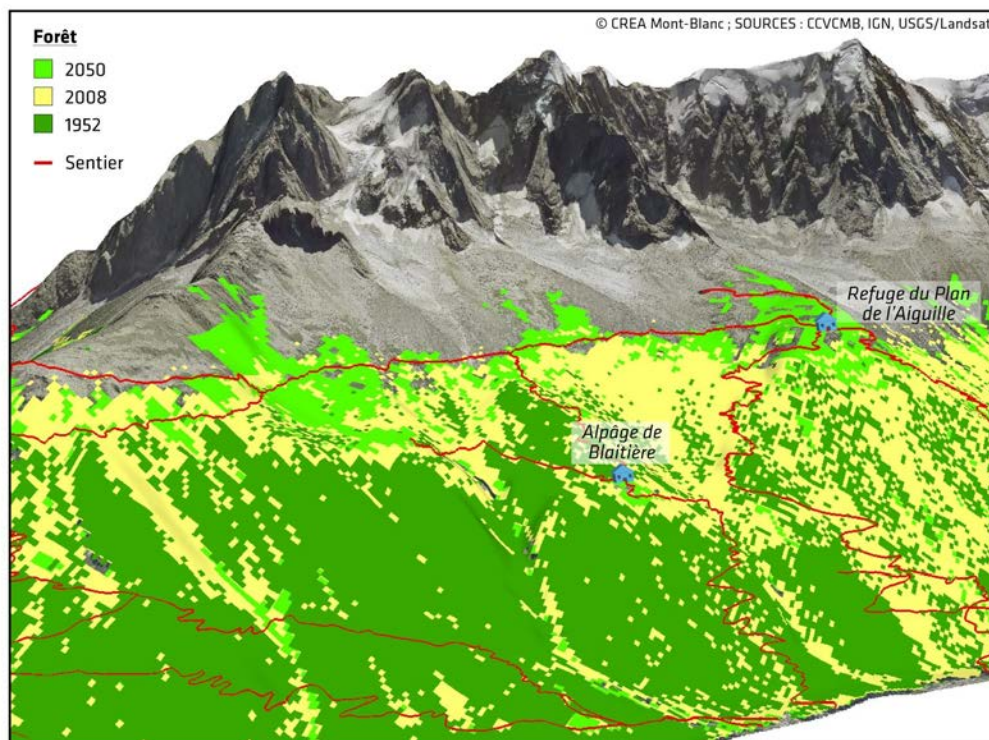 © CREA Mont-Blanc ; SOURCES : CCVCMB, IGN, USGS/Landsat
Forêt
2050
2008
1952
Sentier
Refuge du Plan
de l'Aiguille
Alpâge de
Blaitière